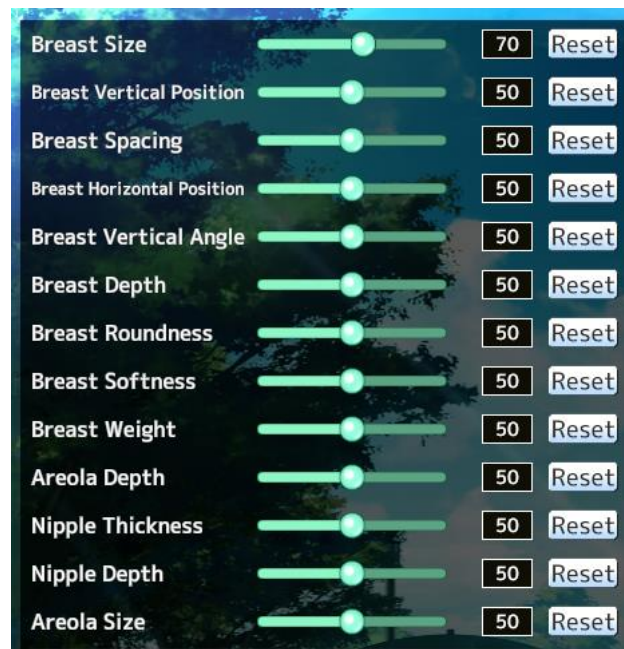 Breast Size 70 Reset
Breast Vertical Position 50 Reset
Breast Spacing 50 Reset
Breast Horizontal Position 50 Reset
Breast Vertical Angle 50 Reset
Breast Depth 50 Reset
Breast Roundness 50 Reset
Breast Softness 50 Reset
Breast Weight 50 Reset
Areola Depth 50 Reset
Nipple Thickness 50 Reset
Nipple Depth 50 Reset
Areola Size 50 Reset